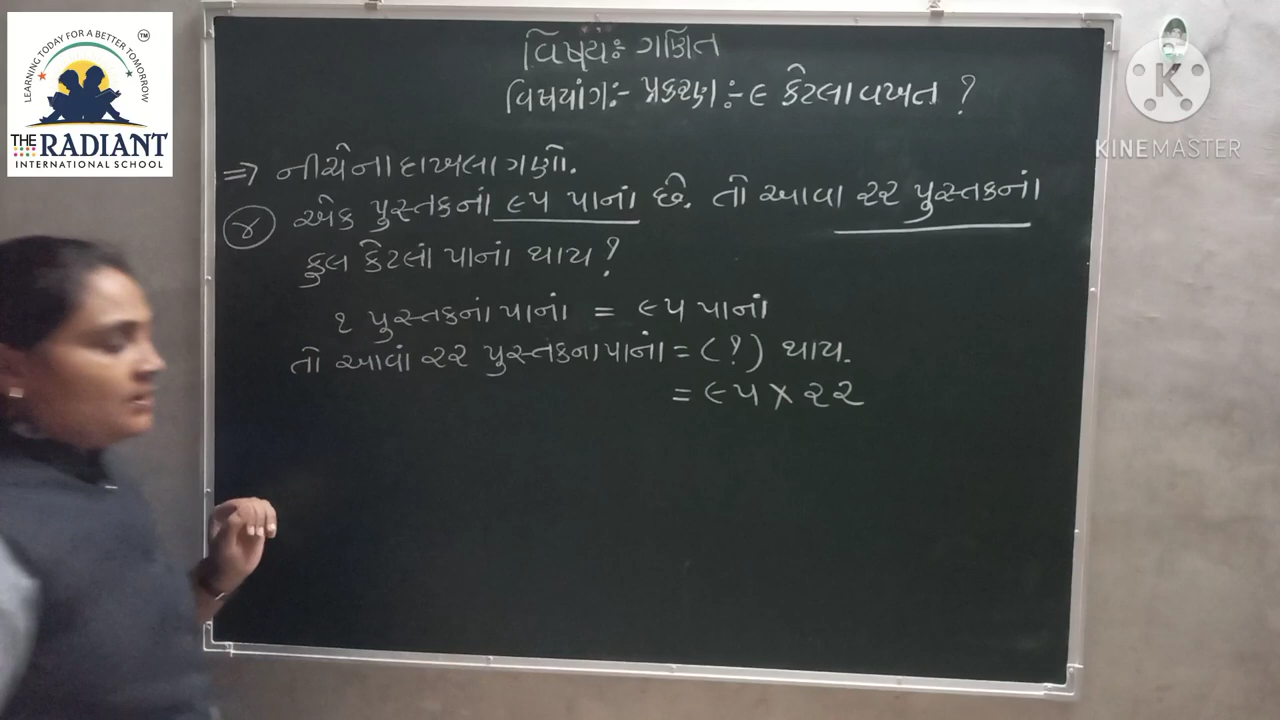 LEARNING TODAY FOR A BETTER TOMORROW
TM
THE RADIANT
INTERNATIONAL SCHOOL
K
KINEMASTER
વિષય:- ગણિત
વિષયાંગ:- પ્રકરણ:- ૯ કેટલા વખત ?
⇒ નીચેના દાખલા ગણો.
૪ એક પુસ્તકનાં ૯૫ પાનાં છે. તો આવા ૨૨ પુસ્તકનાં
કુલ કેટલાં પાનાં થાય ?
૧ પુસ્તકનાં પાનાં = ૯૫ પાનાં
તો આવાં ૨૨ પુસ્તકના પાનાં = (?) થાય.
= ૯૫ × ૨૨